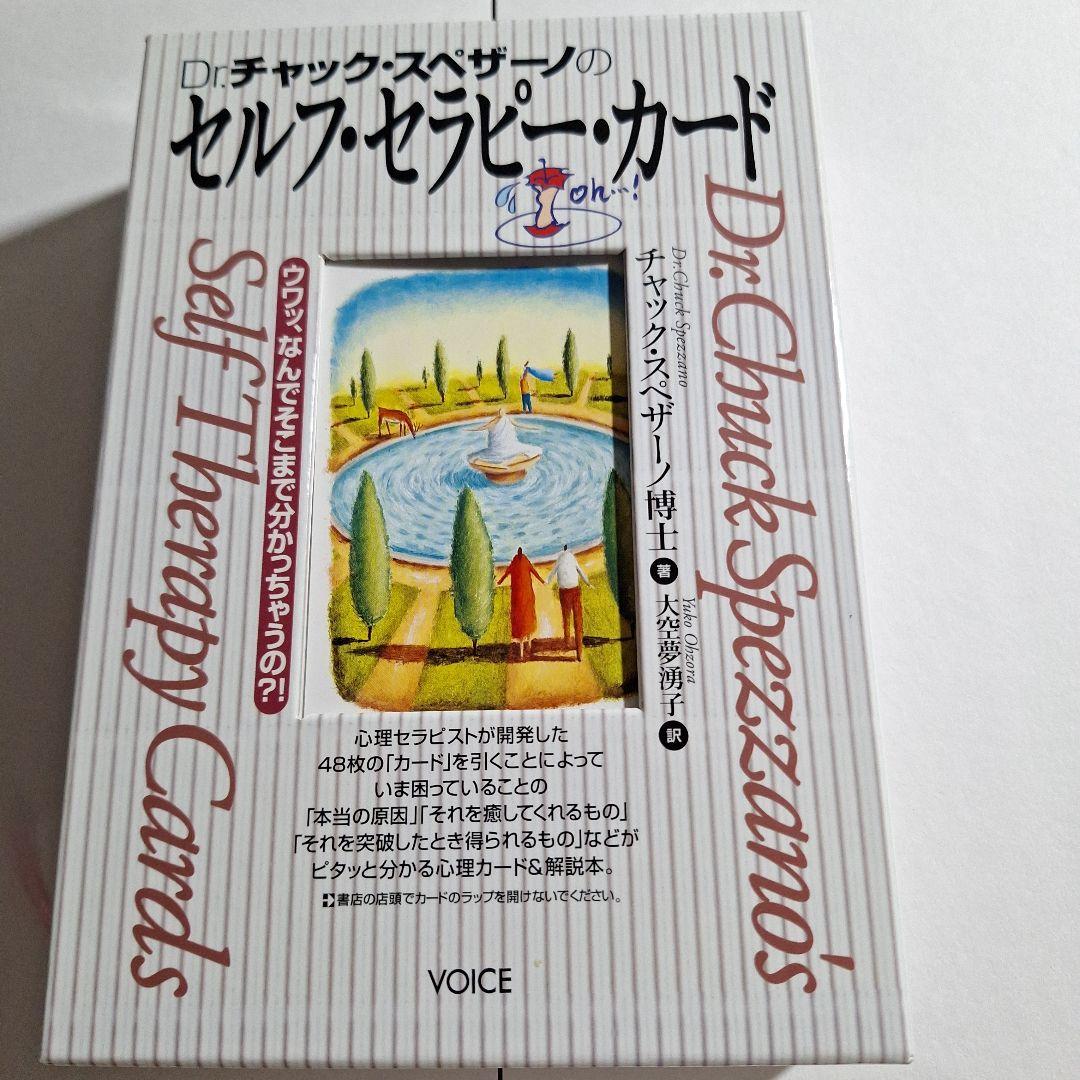 Dr.チャック・スペザーノの
セルフ・セラピー・カード
oh...!
Dr.Chuck Spezzano's
Self Therapy Cards
ウワッ、なんでそこまで分かっちゃうの?!
Dr.Chuck Spezzano
チャック・スペザーノ博士 著
Yuko Ohzora
大空夢湧子 訳
心理セラピストが開発した
48枚の「カード」を引くことによって
いま困っていることの
「本当の原因」「それを癒してくれるもの」
「それを突破したとき得られるもの」などが
ピタッと分かる心理カード&解説本。
書店の店頭でカードのラップを開けないでください。
VOICE